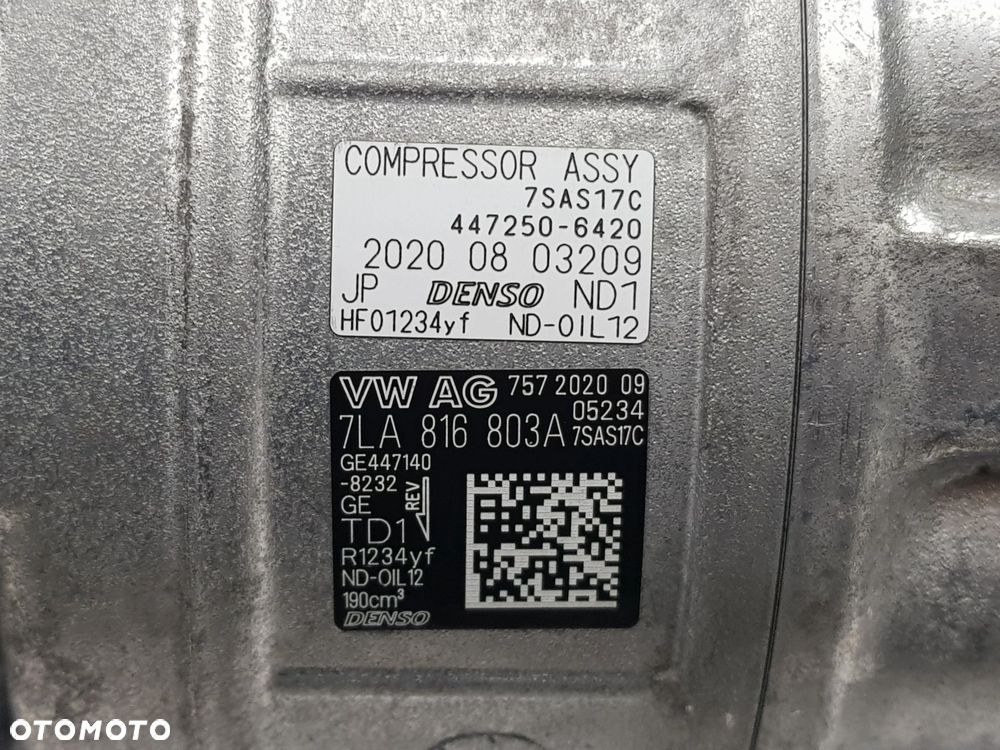 COMPRESSOR ASSY
7SAS17C
447250-6420
2020 08 03209
JP DENSO ND1
HF01234yf ND-OIL12
VW AG 757 2020 09
05234
7LA 816 803A 7SAS17C
GE447140
-8232
GE REV
TD1
R1234yf
ND-OIL12
190cm³
DENSO
OTOMOTO